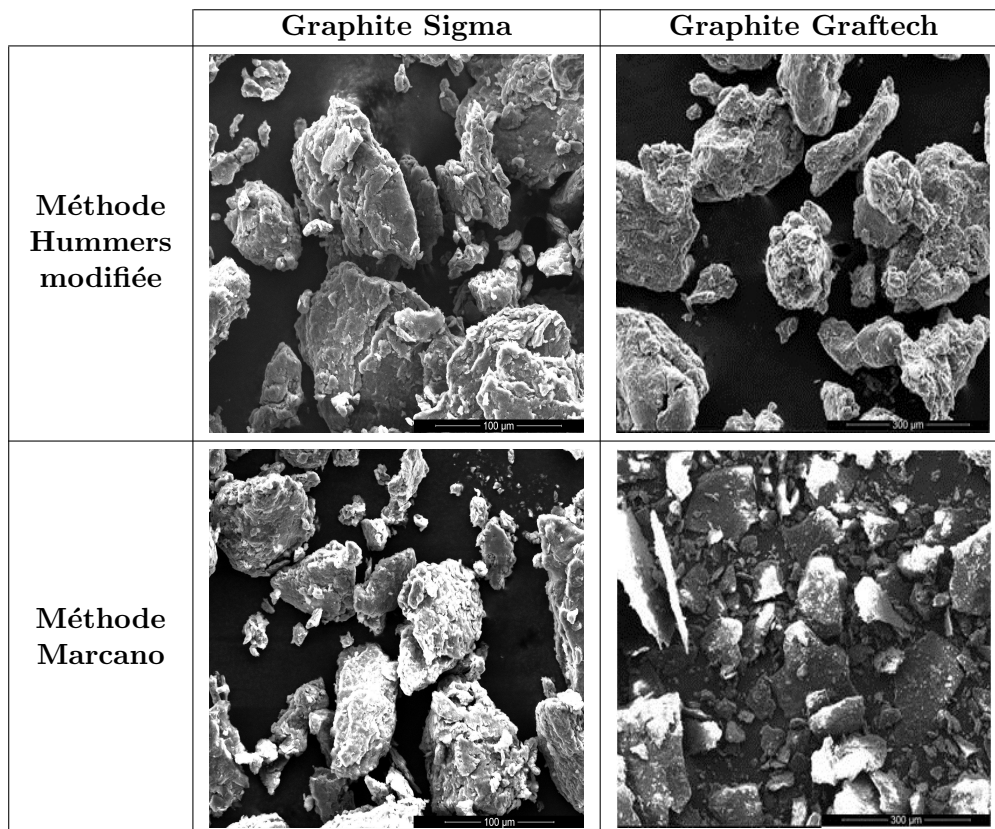 Graphite Sigma
Graphite Graftech
Méthode
Hummers
modifiée
100 µm
300 µm
Méthode
Marcano
100 µm
300 µm